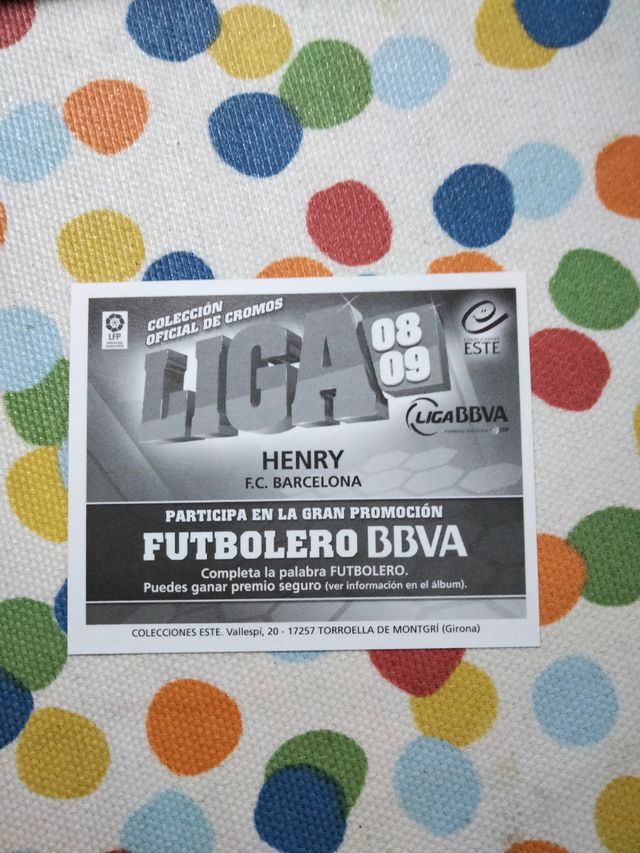 COLECCIÓN
OFICIAL DE CROMOS
LIGA 08 09
LFP
COLECCIONES
ESTE
LIGA BBVA
HENRY
F.C. BARCELONA
PARTICIPA EN LA GRAN PROMOCIÓN
FUTBOLERO BBVA
Completa la palabra FUTBOLERO.
Puedes ganar premio seguro (ver información en el álbum).
COLECCIONES ESTE. Vallespí, 20 - 17257 TORROELLA DE MONTGRÍ (Girona)